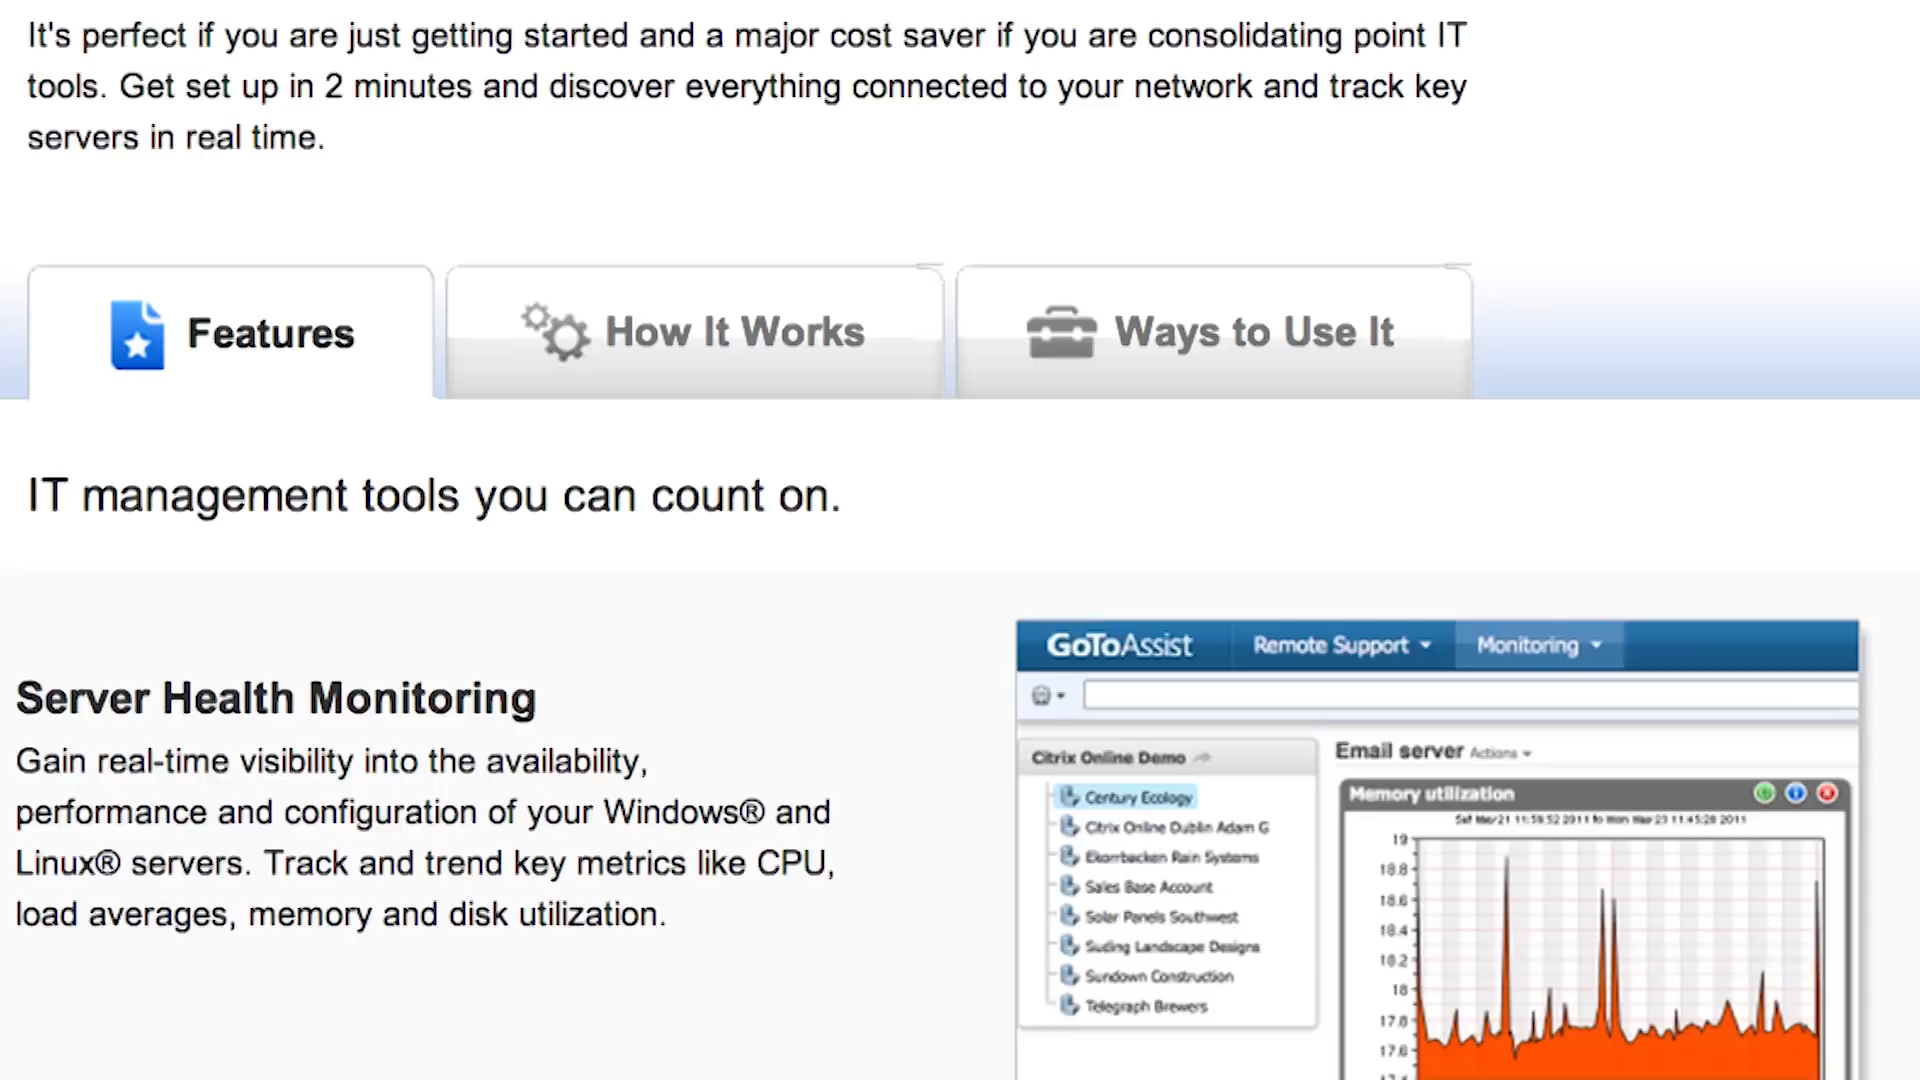 It's perfect if you are just getting started and a major cost saver if you are consolidating point IT
tools. Get set up in 2 minutes and discover everything connected to your network and track key
servers in real time.
Features
How It Works
Ways to Use It
IT management tools you can count on.
Server Health Monitoring
Gain real-time visibility into the availability,
performance and configuration of your Windows® and
Linux® servers. Track and trend key metrics like CPU,
load averages, memory and disk utilization.
GoToAssist
Remote Support
Monitoring
Citrix Online Demo
Century Ecology
Citrix Online Dublin Adam G
Ekorrbacken Rain Systems
Sales Base Account
Solar Panels Southwest
Suding Landscape Designs
Sundown Construction
Telegraph Brewers
Email server Actions
Memory utilization
19
18.8
18.6
18.4
18.2
18
17.8
17.6